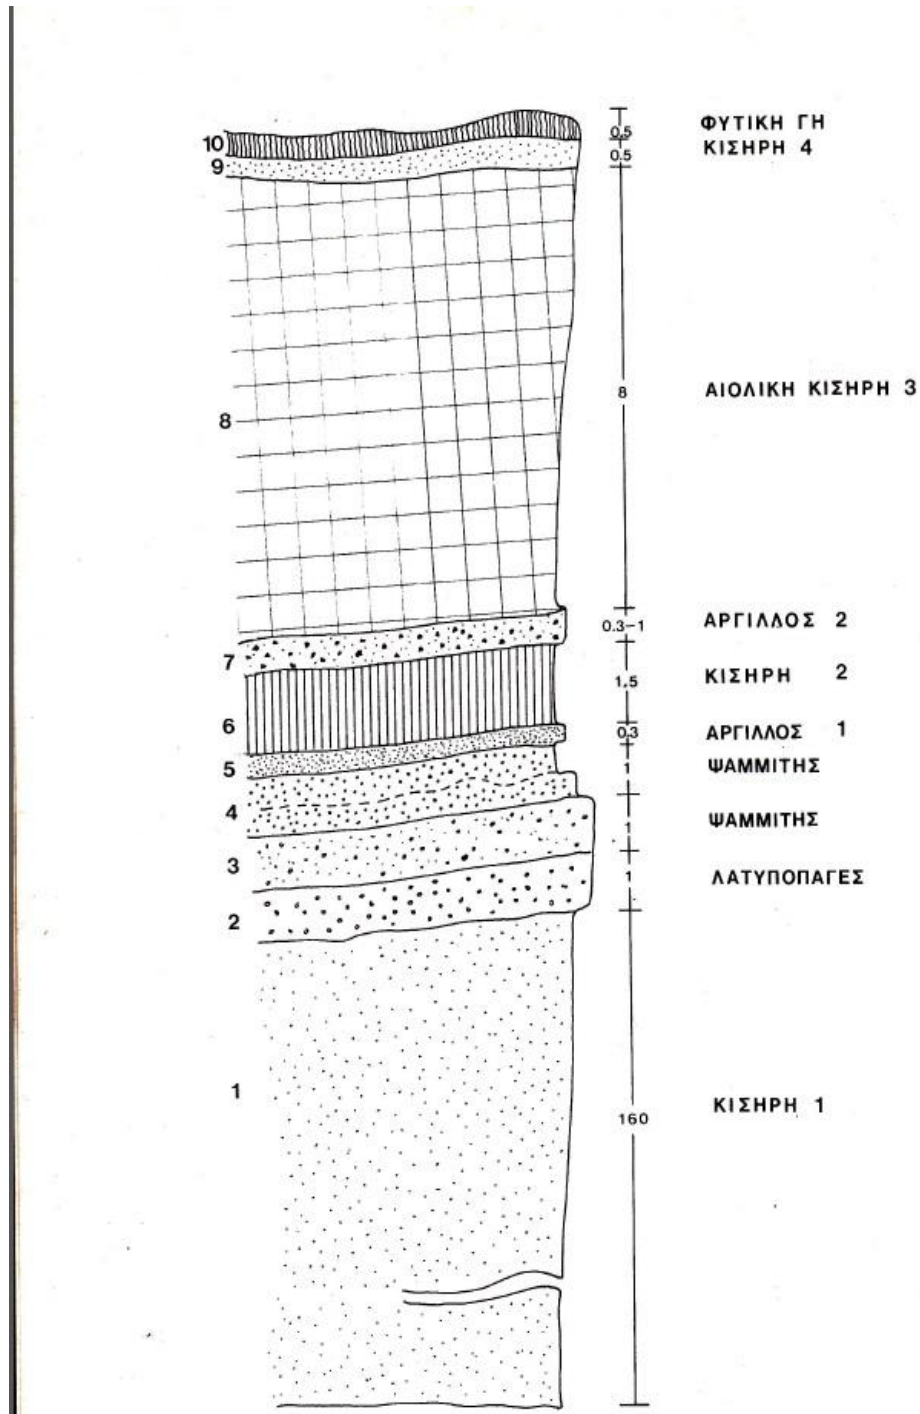 10 0.5 ΦΥΤΙΚΗ ΓΗ
9 0.5 ΚΙΣΗΡΗ 4
8 8 ΑΙΟΛΙΚΗ ΚΙΣΗΡΗ 3
7 0.3-1 ΑΡΓΙΛΛΟΣ 2
6 1.5 ΚΙΣΗΡΗ 2
5 0.3 ΑΡΓΙΛΛΟΣ 1
4 1 ΨΑΜΜΙΤΗΣ
3 1 ΨΑΜΜΙΤΗΣ
2 1 ΛΑΤΥΠΟΠΑΓΕΣ
1 160 ΚΙΣΗΡΗ 1